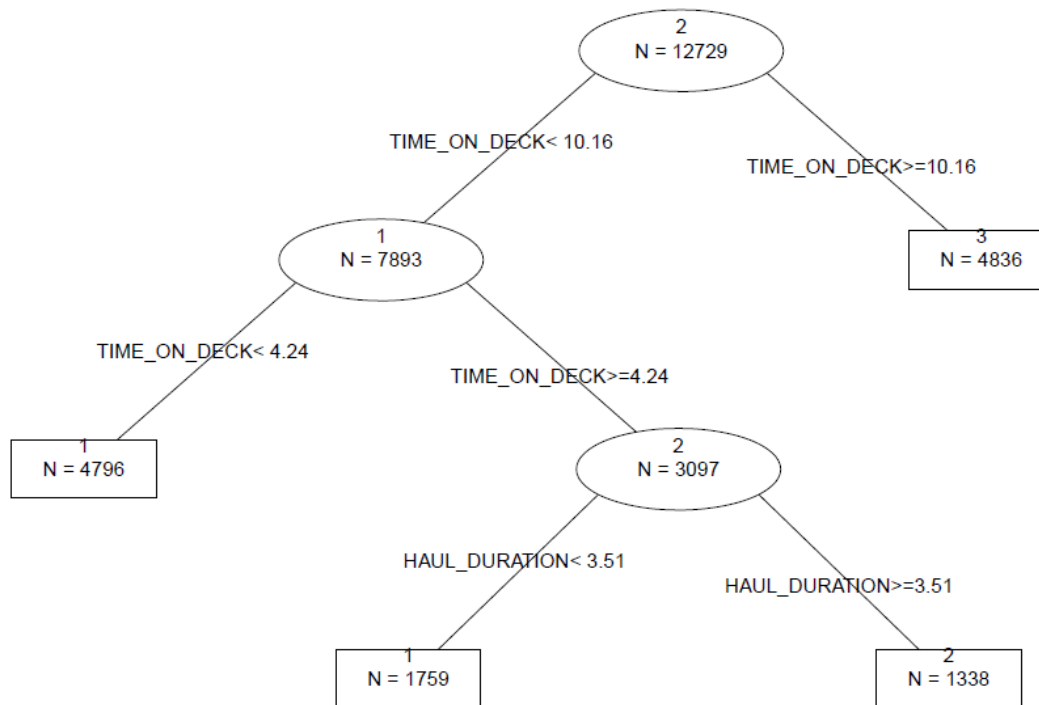 2
N = 12729
TIME_ON_DECK< 10.16
TIME_ON_DECK>=10.16
1
N = 7893
3
N = 4836
TIME_ON_DECK< 4.24
TIME_ON_DECK>=4.24
1
N = 4796
2
N = 3097
HAUL_DURATION< 3.51
HAUL_DURATION>=3.51
1
N = 1759
2
N = 1338